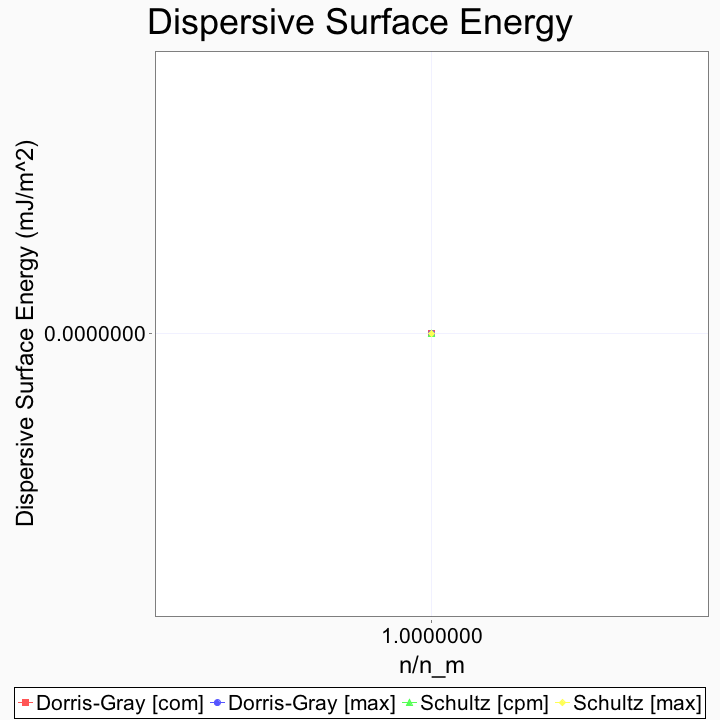 Dispersive Surface Energy
Dispersive Surface Energy (mJ/m^2)
0.0000000
1.0000000
n/n_m
Dorris-Gray [com] Dorris-Gray [max] Schultz [cpm] Schultz [max]